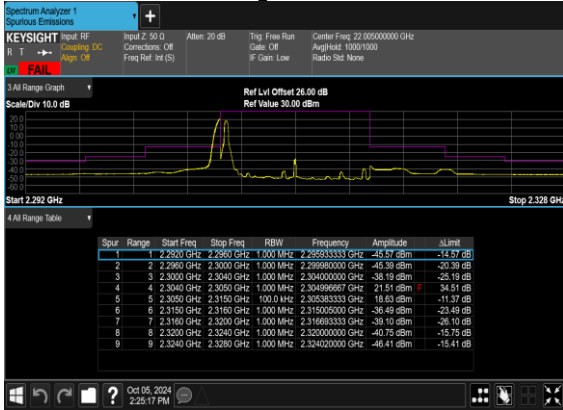 Spectrum Analyzer 1
Spurious Emissions
KEYSIGHT
R T
LNI FAIL
Input: RF
Coupling: DC
Align: Off
Input Z: 50 Ω
Corrections: Off
Freq Ref: Int (S)
Atten: 20 dB
Trig: Free Run
Gate: Off
IF Gain: Low
Center Freq: 22.005000000 GHz
Avg|Hold: 1000/1000
Radio Std: None
3 All Range Graph
Scale/Div 10.0 dB
Ref Lvl Offset 26.00 dB
Ref Value 30.00 dBm
20.0
10.0
0.00
-10.0
-20.0
-30.0
-40.0
-50.0
-60.0
Start 2.292 GHz
Stop 2.328 GHz
4 All Range Table
Spur Range Start Freq Stop Freq RBW Frequency Amplitude ΔLimit
1 1 2.2920 GHz 2.2960 GHz 1.000 MHz 2.295933333 GHz -45.57 dBm -14.57 dB
2 2 2.2960 GHz 2.3000 GHz 1.000 MHz 2.299980000 GHz -45.39 dBm -20.39 dB
3 3 2.3000 GHz 2.3040 GHz 1.000 MHz 2.304000000 GHz -38.19 dBm -25.19 dB
4 4 2.3040 GHz 2.3050 GHz 1.000 MHz 2.304996667 GHz 21.51 dBm F 34.51 dB
5 5 2.3050 GHz 2.3150 GHz 100.0 kHz 2.305383333 GHz 18.63 dBm -11.37 dB
6 6 2.3150 GHz 2.3160 GHz 1.000 MHz 2.315005000 GHz -36.49 dBm -23.49 dB
7 7 2.3160 GHz 2.3200 GHz 1.000 MHz 2.316693333 GHz -39.10 dBm -26.10 dB
8 8 2.3200 GHz 2.3240 GHz 1.000 MHz 2.320000000 GHz -40.75 dBm -15.75 dB
9 9 2.3240 GHz 2.3280 GHz 1.000 MHz 2.324020000 GHz -46.41 dBm -15.41 dB
?
Oct 05, 2024
2:25:17 PM